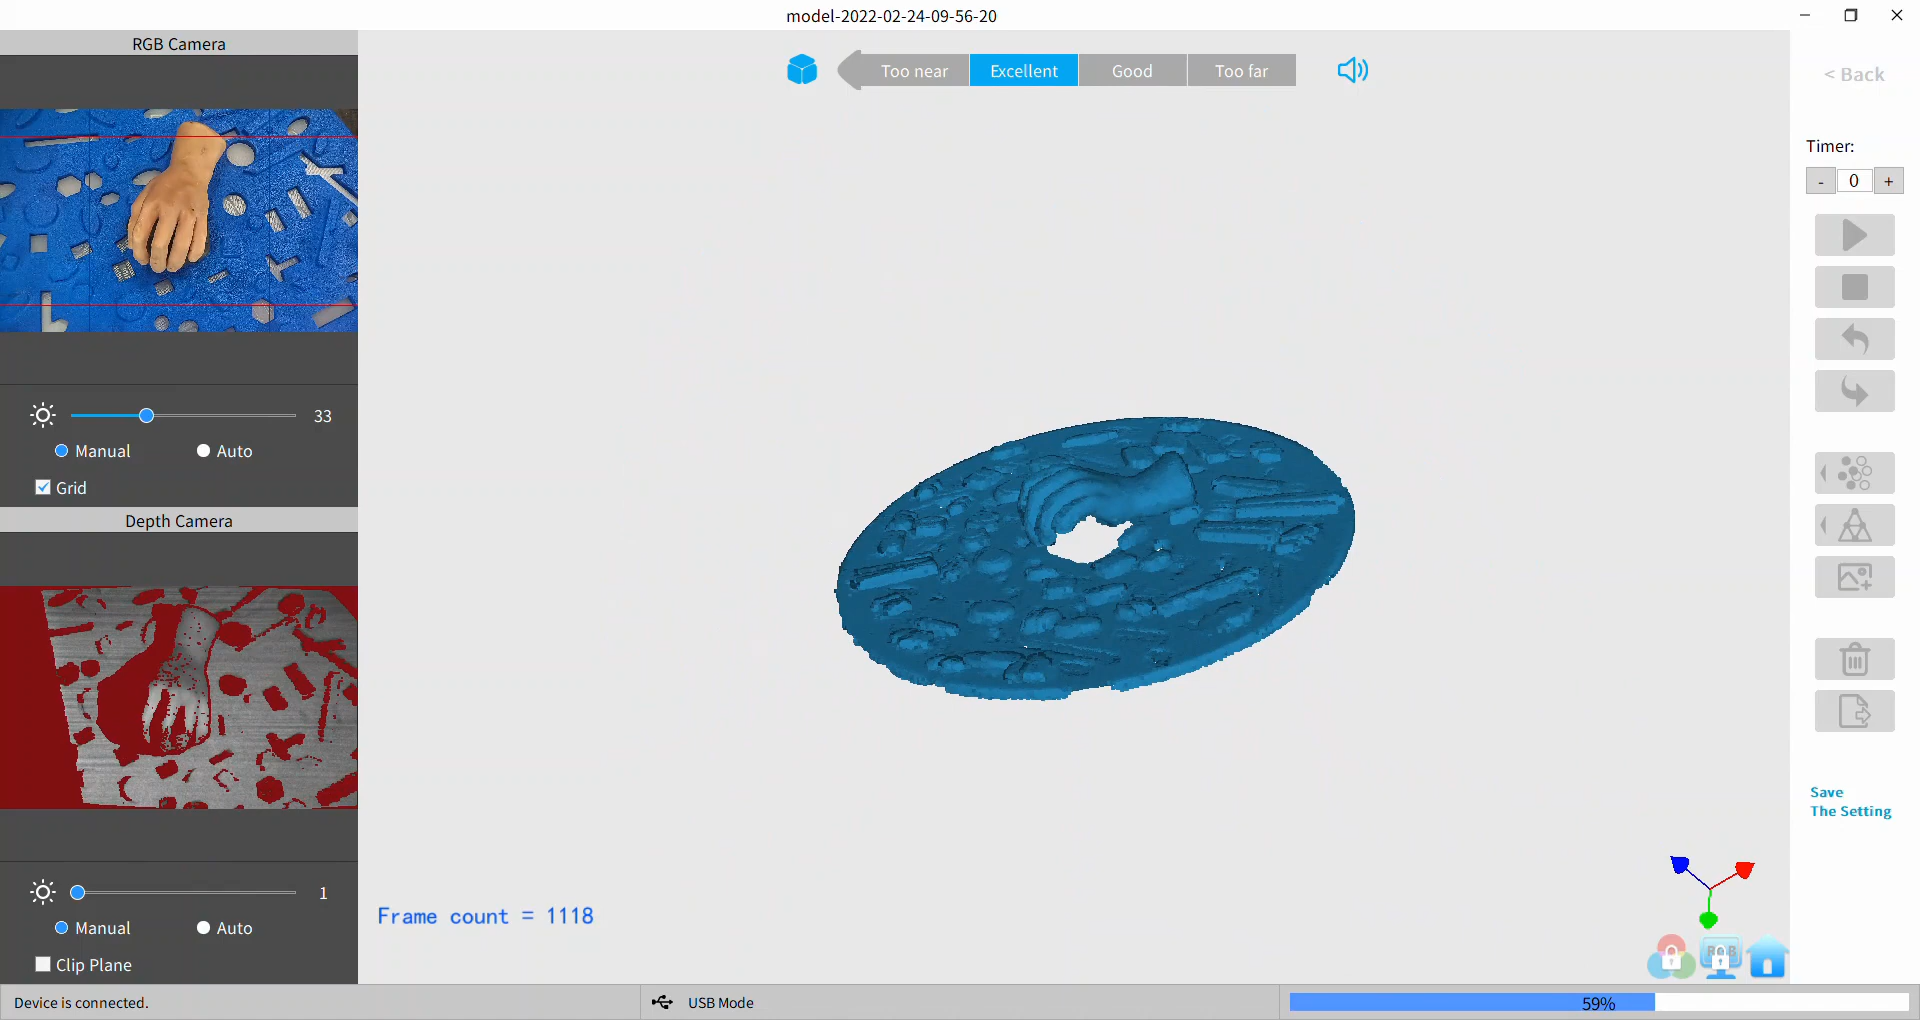 model-2022-02-24-09-56-20
RGB Camera
Too near
Excellent
Good
Too far
< Back
Timer:
- 0 +
33
Manual
Auto
Grid
Depth Camera
Save
The Setting
1
Manual
Auto
Clip Plane
Frame count = 1118
RGB
Device is connected.
USB Mode
59%